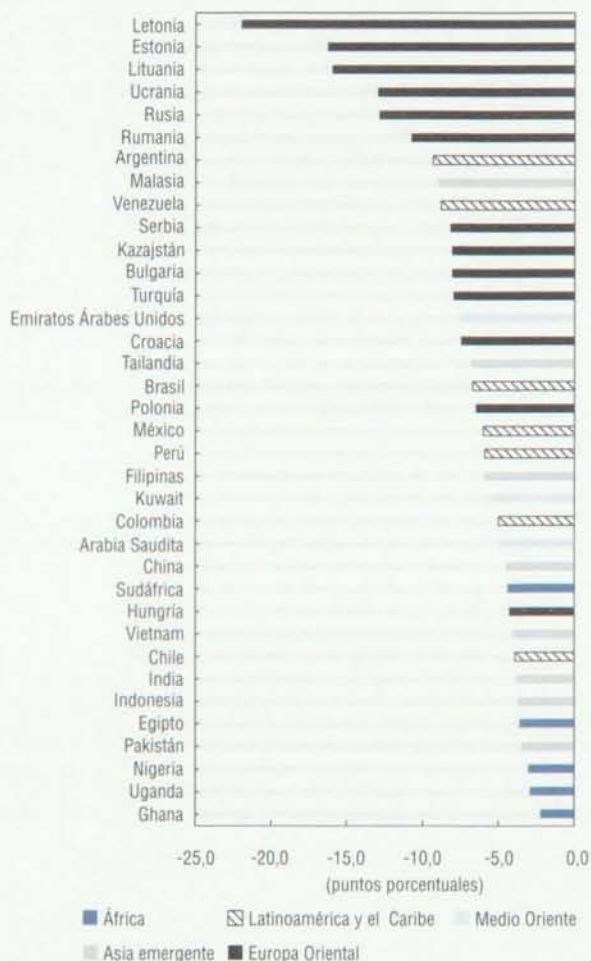 Letonia
Estonia
Lituania
Ucrania
Rusia
Rumania
Argentina
Malasia
Venezuela
Serbia
Kazajstán
Bulgaria
Turquía
Emiratos Árabes Unidos
Croacia
Tailandia
Brasil
Polonia
México
Perú
Filipinas
Kuwait
Colombia
Arabia Saudita
China
Sudáfrica
Hungría
Vietnam
Chile
India
Indonesia
Egipto
Pakistán
Nigeria
Uganda
Ghana
-25,0 -20,0 -15,0 -10,0 -5,0 0,0
(puntos porcentuales)
África Latinoamérica y el Caribe Medio Oriente
Asia emergente Europa Oriental